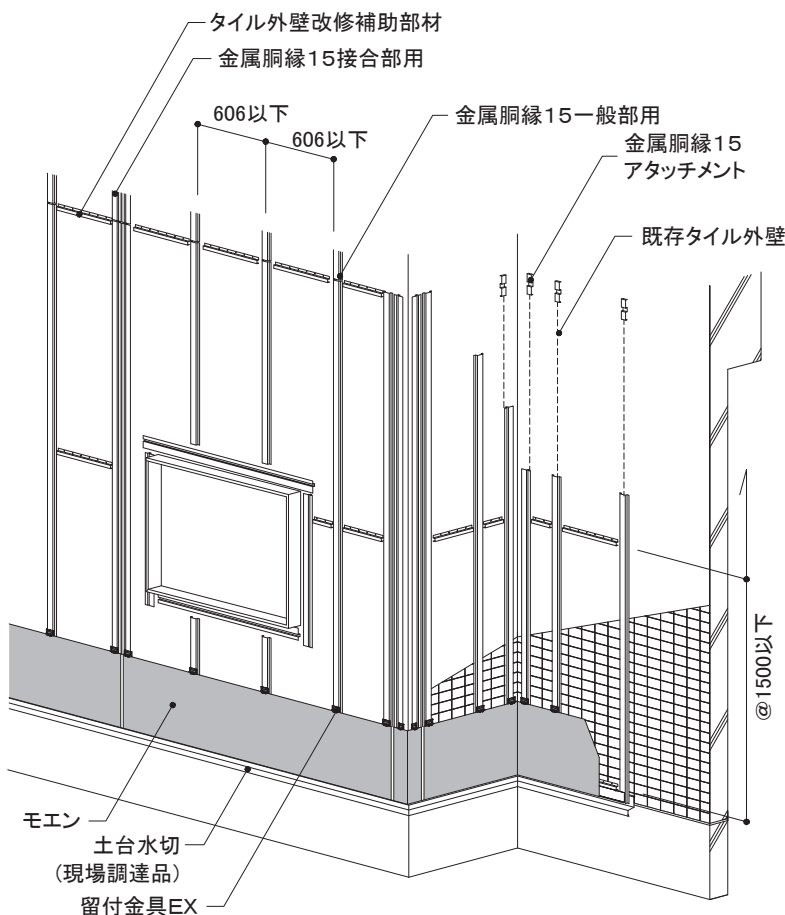 タイル外壁改修補助部材
金属胴縁15接合部用
606以下
606以下
金属胴縁15一般部用
金属胴縁15
アタッチメント
既存タイル外壁
@1500以下
モエン
土台水切
(現場調達品)
留付金具EX